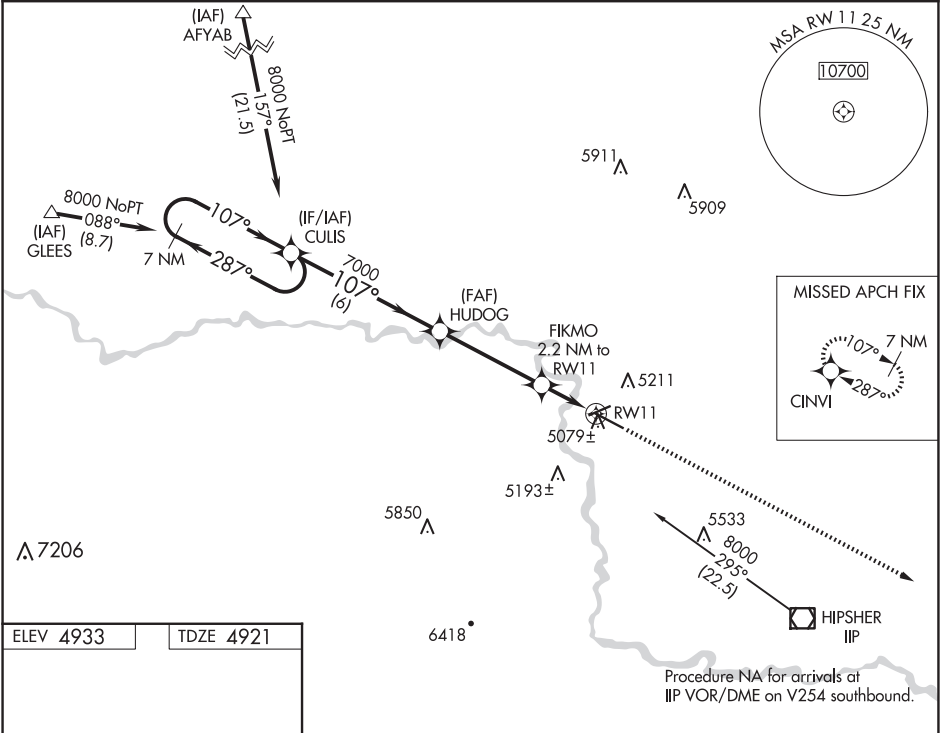 (IAF)
AFYAB
8000 NoPT
157°
(21.5)
MSA RW 11 25 NM
10700
5911
5909
8000 NoPT
088°
(8.7)
(IAF)
GLEES
7 NM
107°
287°
(IF/IAF)
CULIS
7000
107°
(6)
(FAF)
HUDOG
FIKMO
2.2 NM to
RW11
5211
RW11
5079±
5193±
MISSED APCH FIX
7 NM
107°
287°
CINVI
5850
7206
5533
8000
295°
(22.5)
HIPSHER
IIP
6418
ELEV 4933
TDZE 4921
Procedure NA for arrivals at
IIP VOR/DME on V254 southbound.